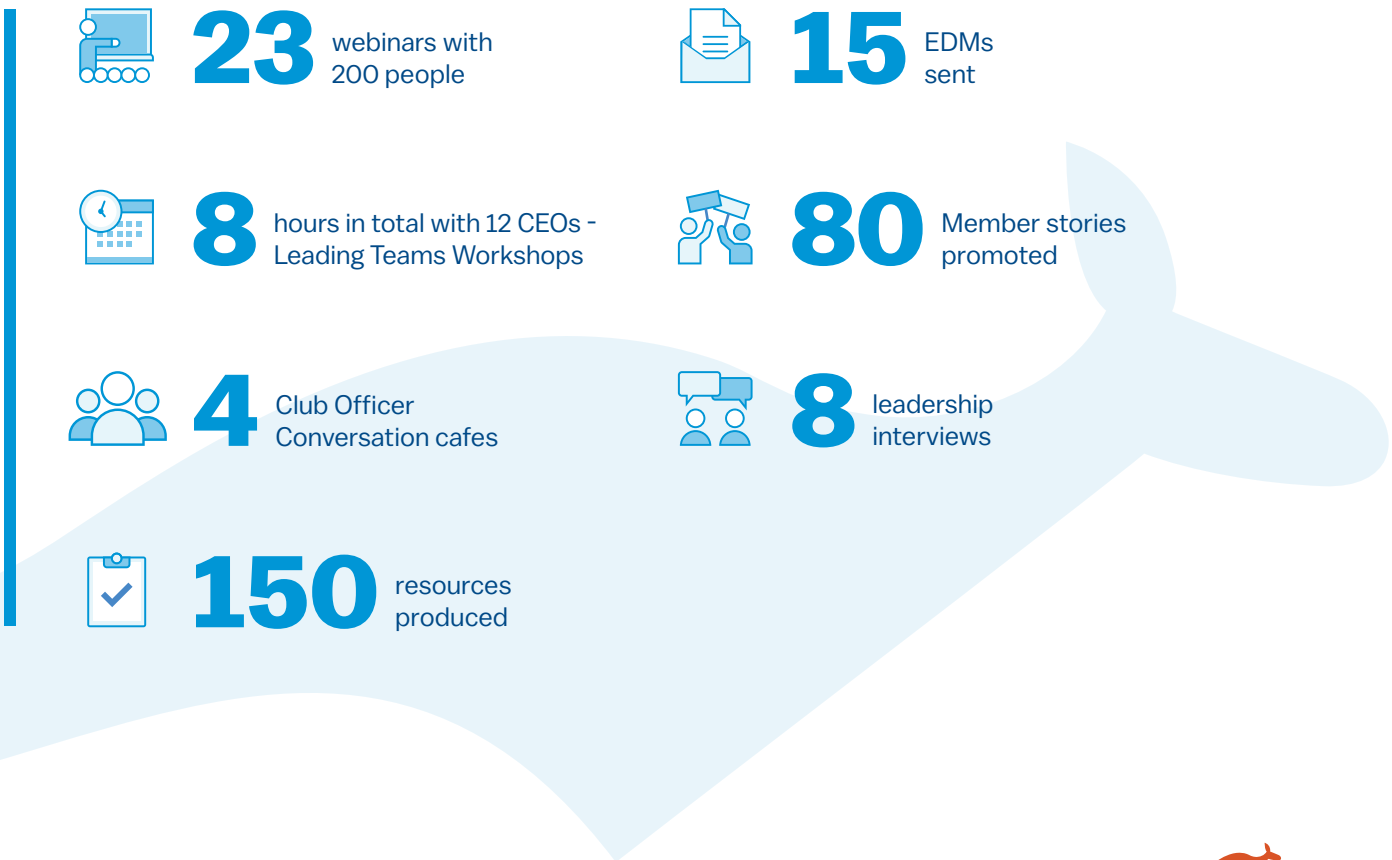 23 webinars with
200 people
15 EDMs
sent
8 hours in total with 12 CEOs -
Leading Teams Workshops
80 Member stories
promoted
4 Club Officer
Conversation cafes
8 leadership
interviews
150 resources
produced